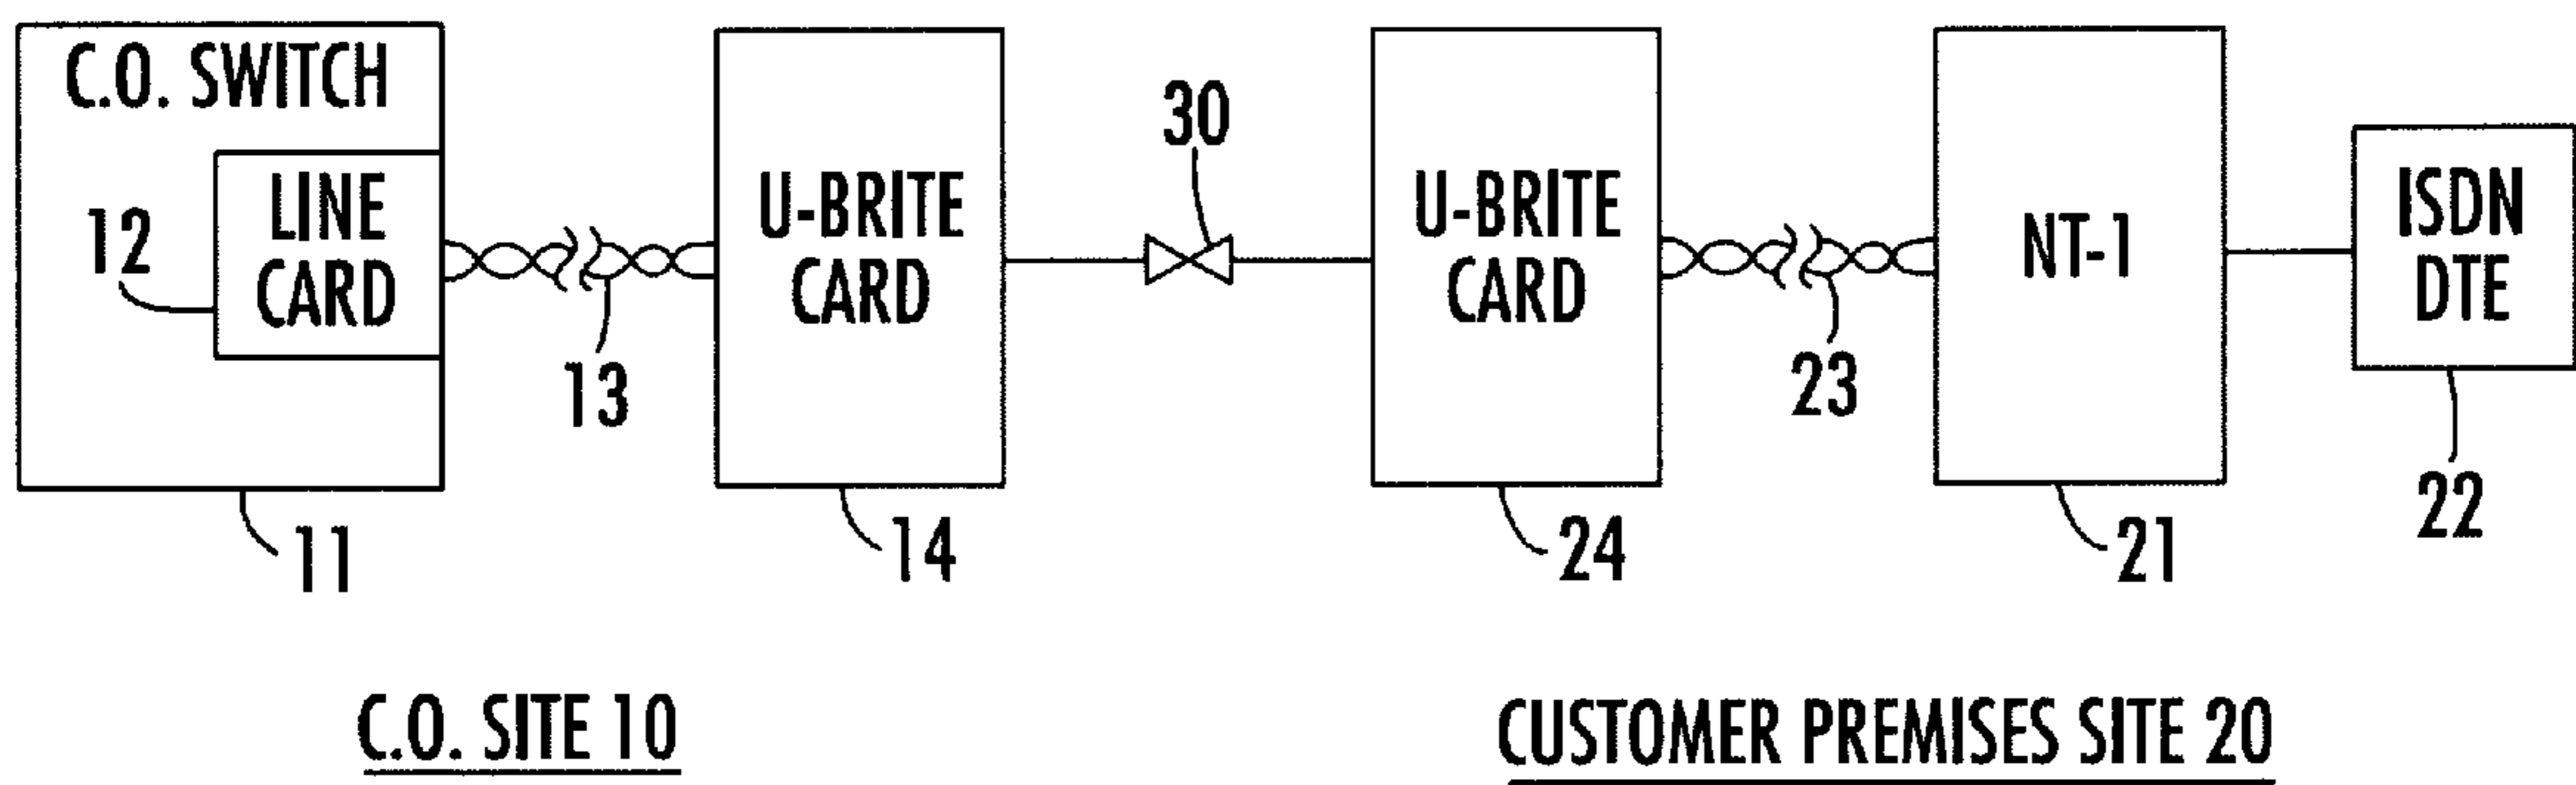 C.O. SWITCH
LINE
CARD
12
13
11
U-BRITE
CARD
14
30
U-BRITE
CARD
24
23
NT-1
21
ISDN
DTE
22
C.O. SITE 10
CUSTOMER PREMISES SITE 20